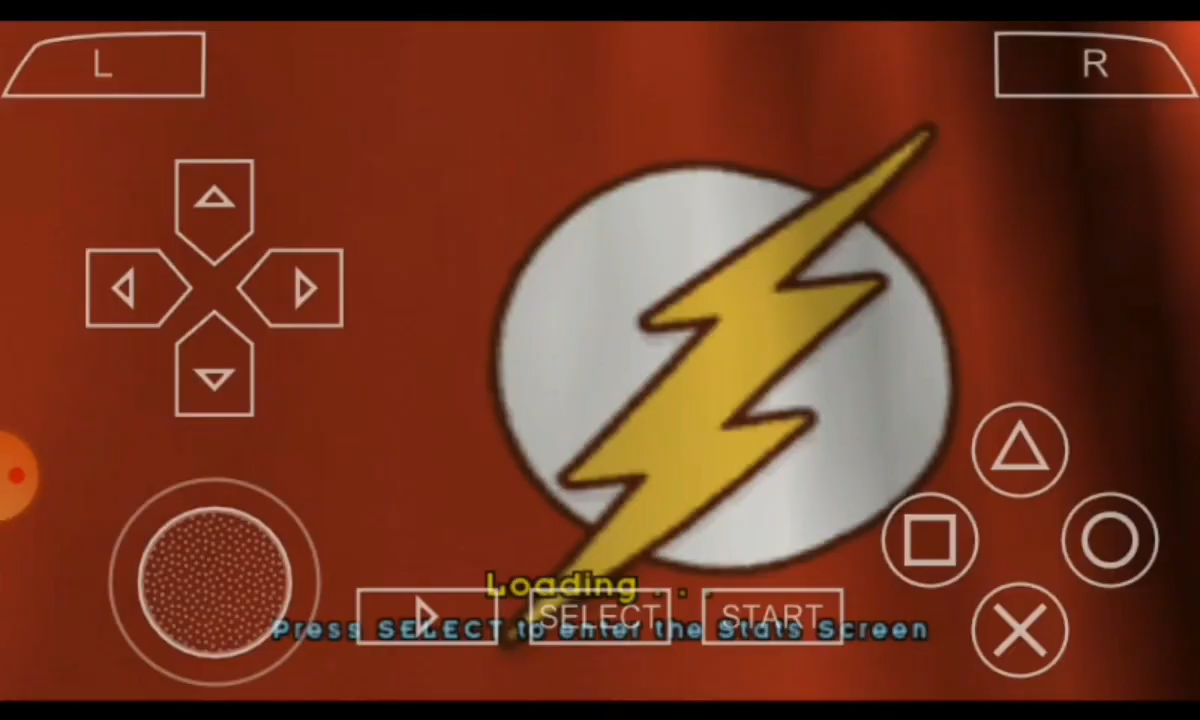 L
R
Loading . . .
SELECT
START
Press SELECT to enter the Stats Screen